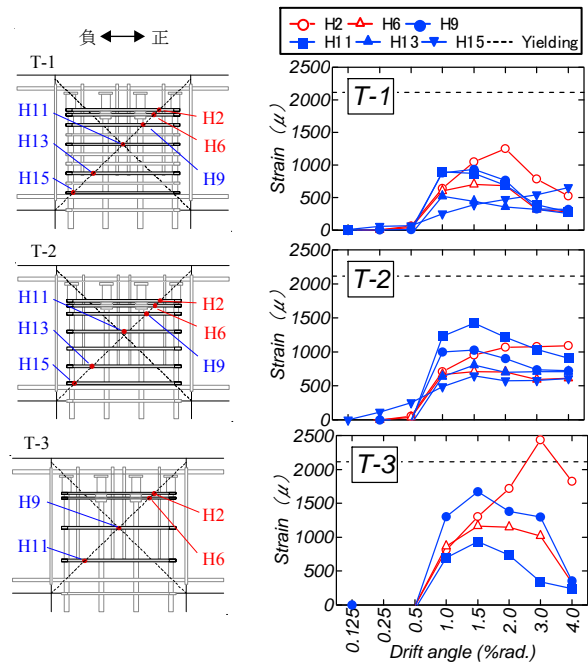 負 正
T-1
H11
H13
H15
H2
H6
H9
T-2
H11
H13
H15
H2
H6
H9
T-3
H9
H11
H2
H6
H2 H6 H9
H11 H13 H15 Yielding
T-1
Strain (μ)
2500
2000
1500
1000
500
0
T-2
Strain (μ)
2500
2000
1500
1000
500
0
T-3
Strain (μ)
2500
2000
1500
1000
500
0
0.125 0.25 0.5 1.0 1.5 2.0 3.0 4.0
Drift angle (%rad.)